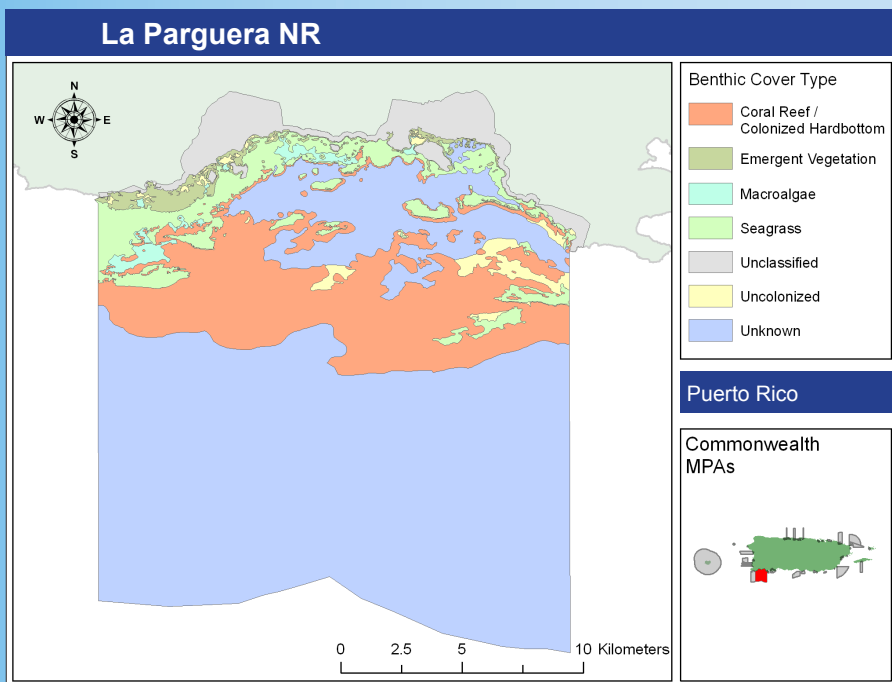 La Parguera NR
N
W E
S
0 2.5 5 10 Kilometers
Benthic Cover Type
Coral Reef /
Colonized Hardbottom
Emergent Vegetation
Macroalgae
Seagrass
Unclassified
Uncolonized
Unknown
Puerto Rico
Commonwealth
MPAs